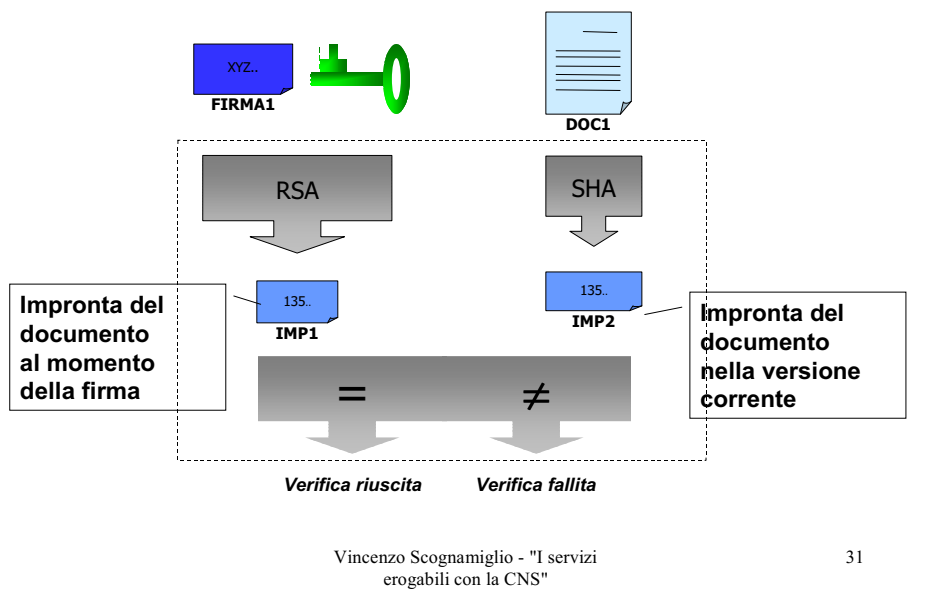 XYZ..
FIRMA1
DOC1
RSA
SHA
135..
IMP1
135..
IMP2
Impronta del
documento
al momento
della firma
Impronta del
documento
nella versione
corrente
=
≠
Verifica riuscita
Verifica fallita
Vincenzo Scognamiglio - "I servizi
erogabili con la CNS"
31